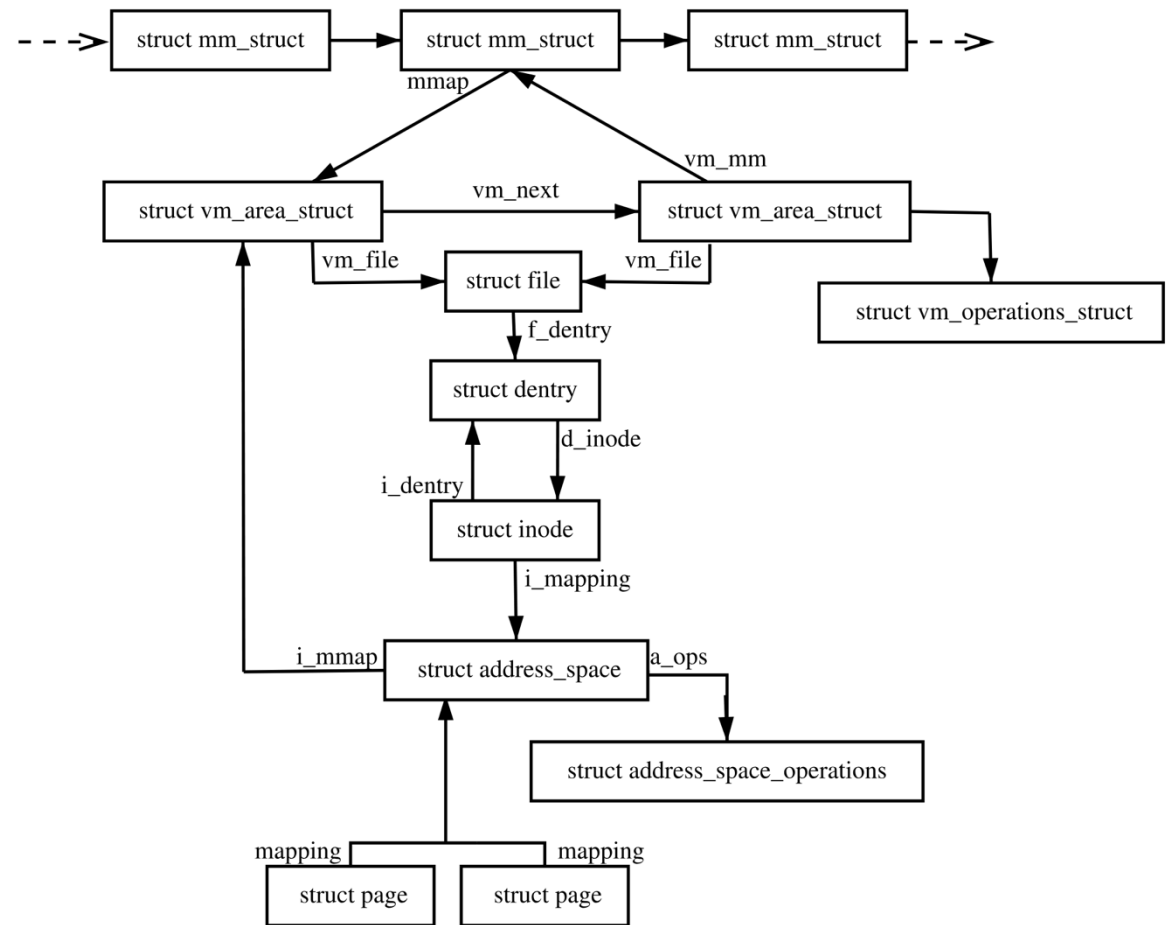 struct mm_struct
struct mm_struct
struct mm_struct
mmap
vm_mm
struct vm_area_struct
vm_next
struct vm_area_struct
vm_file
struct file
vm_file
struct vm_operations_struct
f_dentry
struct dentry
d_inode
i_dentry
struct inode
i_mapping
i_mmap
struct address_space
a_ops
struct address_space_operations
mapping
mapping
struct page
struct page